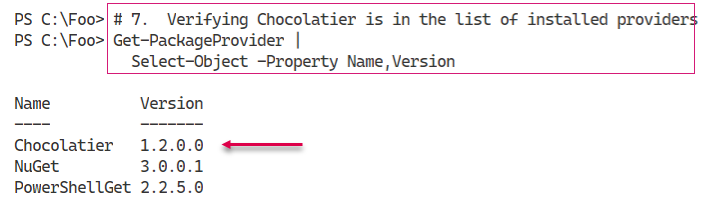 PS C:\Foo> # 7.  Verifying Chocolatier is in the list of installed providers
PS C:\Foo> Get-PackageProvider |
             Select-Object -Property Name,Version

Name         Version
----         -------
Chocolatier  1.2.0.0
NuGet        3.0.0.1
PowerShellGet 2.2.5.0